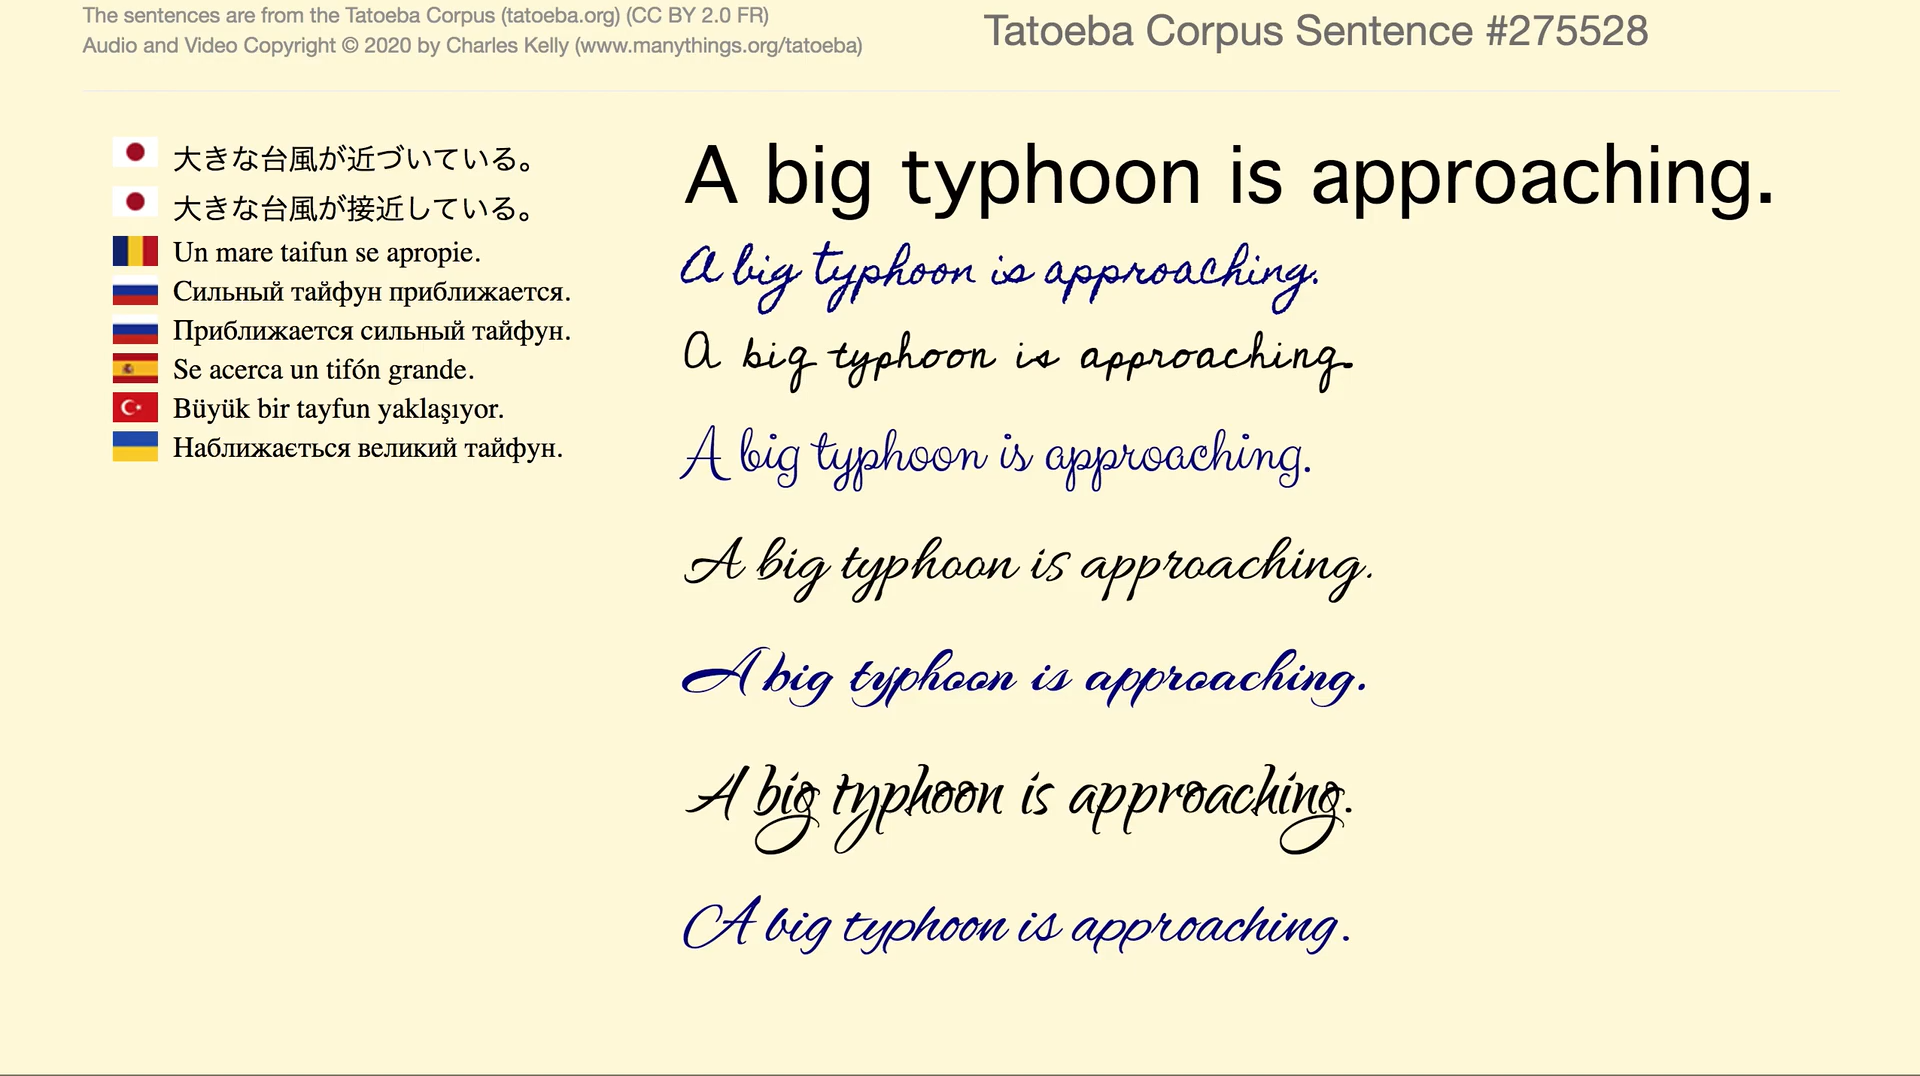 The sentences are from the Tatoeba Corpus (tatoeba.org) (CC BY 2.0 FR)
Audio and Video Copyright © 2020 by Charles Kelly (www.manythings.org/tatoeba)
Tatoeba Corpus Sentence #275528
大きな台風が近づいている。
大きな台風が接近している。
Un mare taifun se apropie.
Сильный тайфун приближается.
Приближается сильный тайфун.
Se acerca un tifón grande.
Büyük bir tayfun yaklaşıyor.
Наближається великий тайфун.
A big typhoon is approaching.
A big typhoon is approaching.
A big typhoon is approaching.
A big typhoon is approaching.
A big typhoon is approaching.
A big typhoon is approaching.
A big typhoon is approaching.
A big typhoon is approaching.